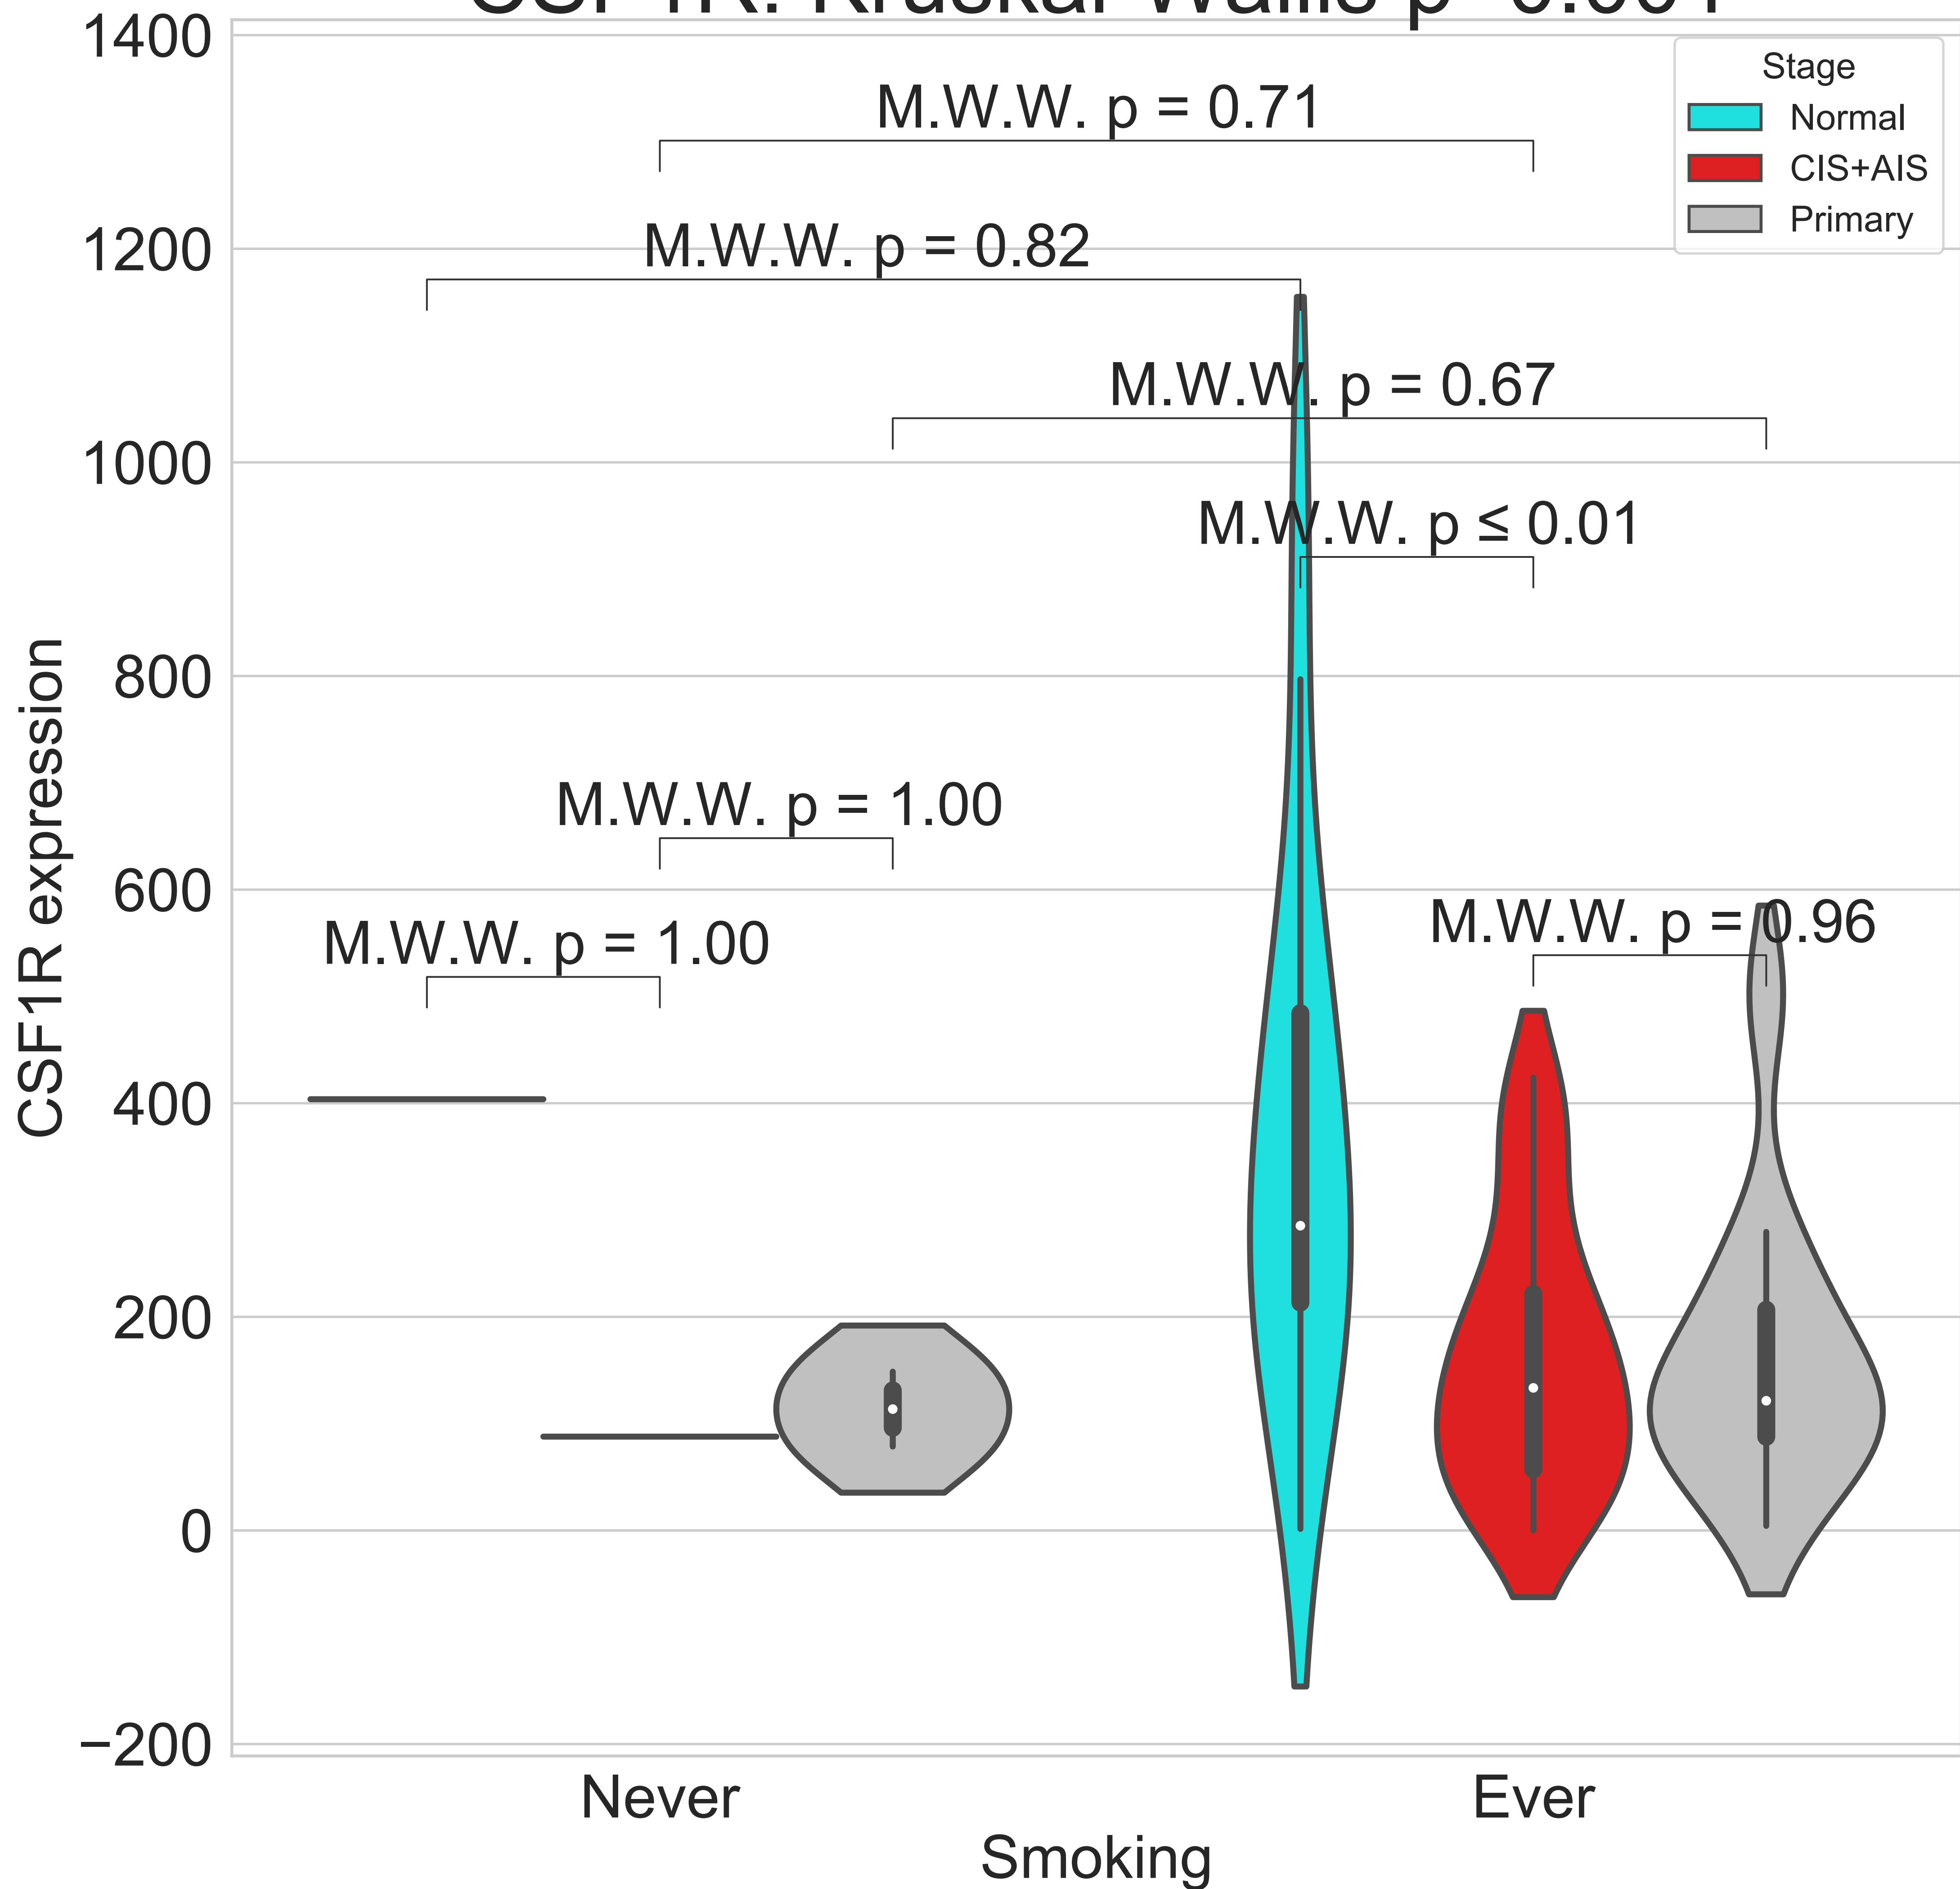 1400
1200
1000
800
600
400
200
0
−200
CSF1R expression
M.W.W. p = 0.71
M.W.W. p = 0.82
M.W.W. p = 0.67
M.W.W. p ≤ 0.01
M.W.W. p = 1.00
M.W.W. p = 0.96
M.W.W. p = 1.00
Stage
Normal
CIS+AIS
Primary
Never
Ever
Smoking